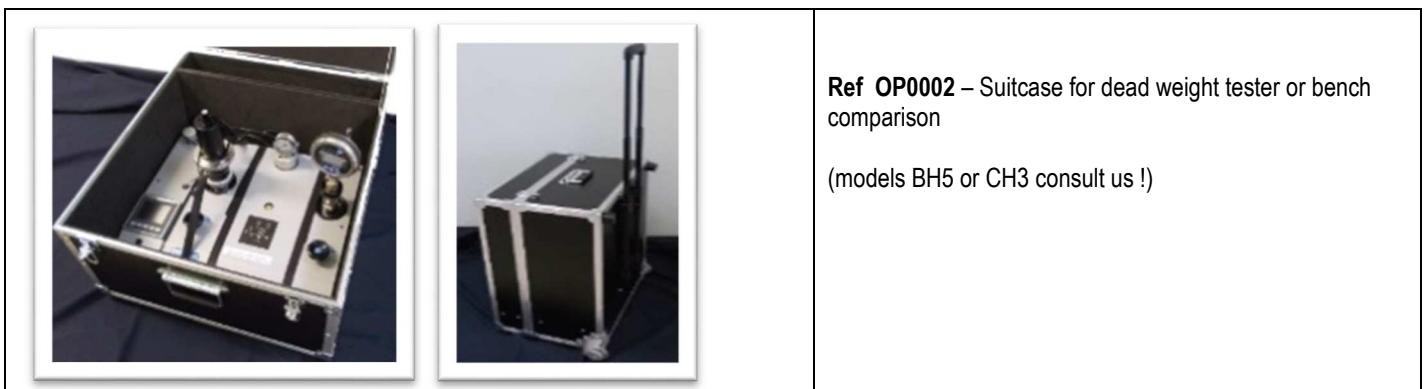 Ref OP0002 – Suitcase for dead weight tester or bench
comparison
(models BH5 or CH3 consult us !)